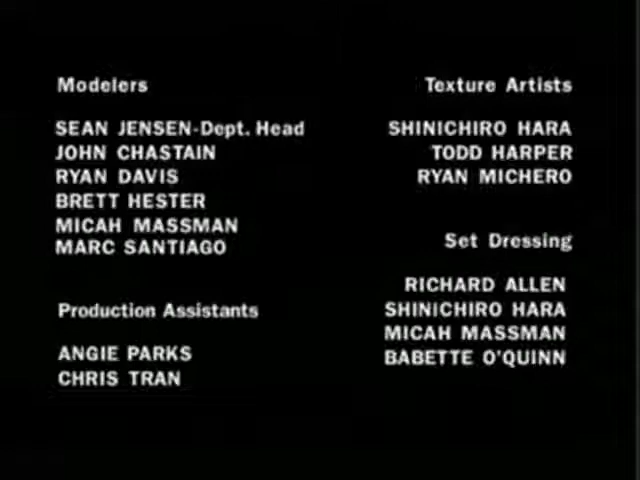 Modelers
SEAN JENSEN-Dept. Head
JOHN CHASTAIN
RYAN DAVIS
BRETT HESTER
MICAH MASSMAN
MARC SANTIAGO
Production Assistants
ANGIE PARKS
CHRIS TRAN
Texture Artists
SHINICHIRO HARA
TODD HARPER
RYAN MICHERO
Set Dressing
RICHARD ALLEN
SHINICHIRO HARA
MICAH MASSMAN
BABETTE O'QUINN